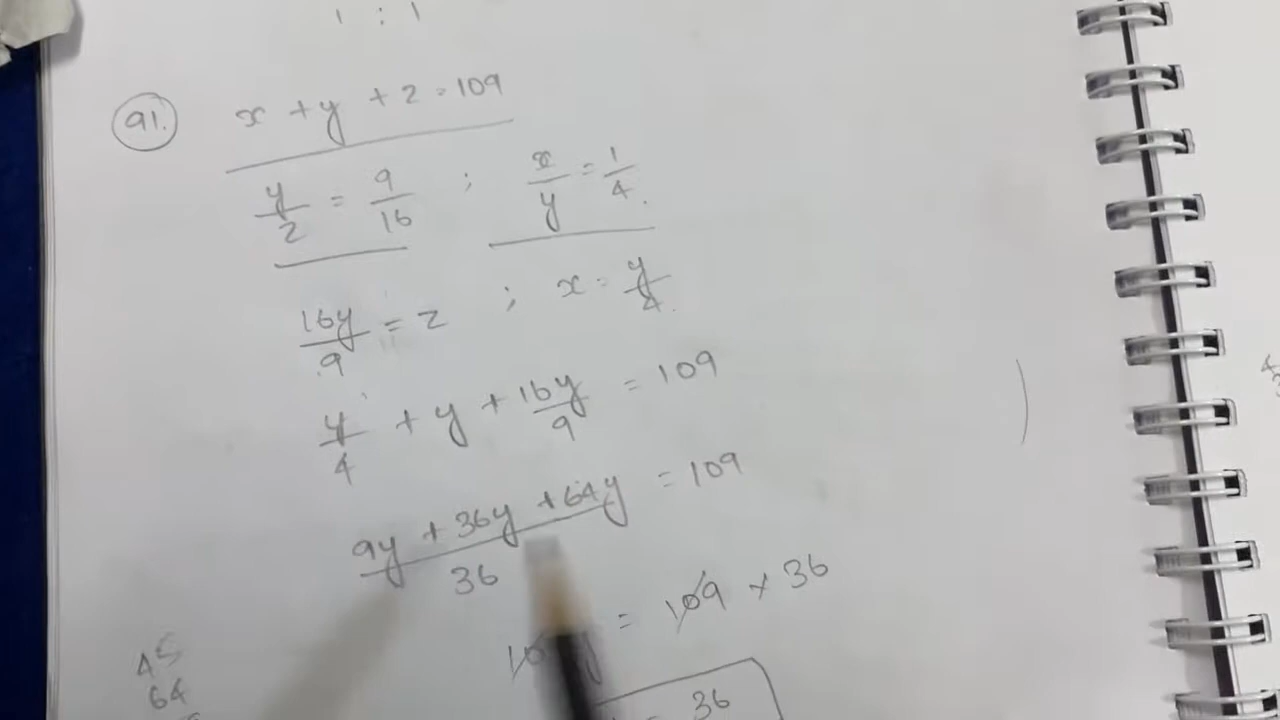 1 : 1
91. x + y + z = 109
y/z = 9/16 ; x/y = 1/4.
16y/9 = z ; x = y/4.
y/4 + y + 16y/9 = 109
(9y + 36y + 64y)/36 = 109
= 109 × 36
45
64
= 36